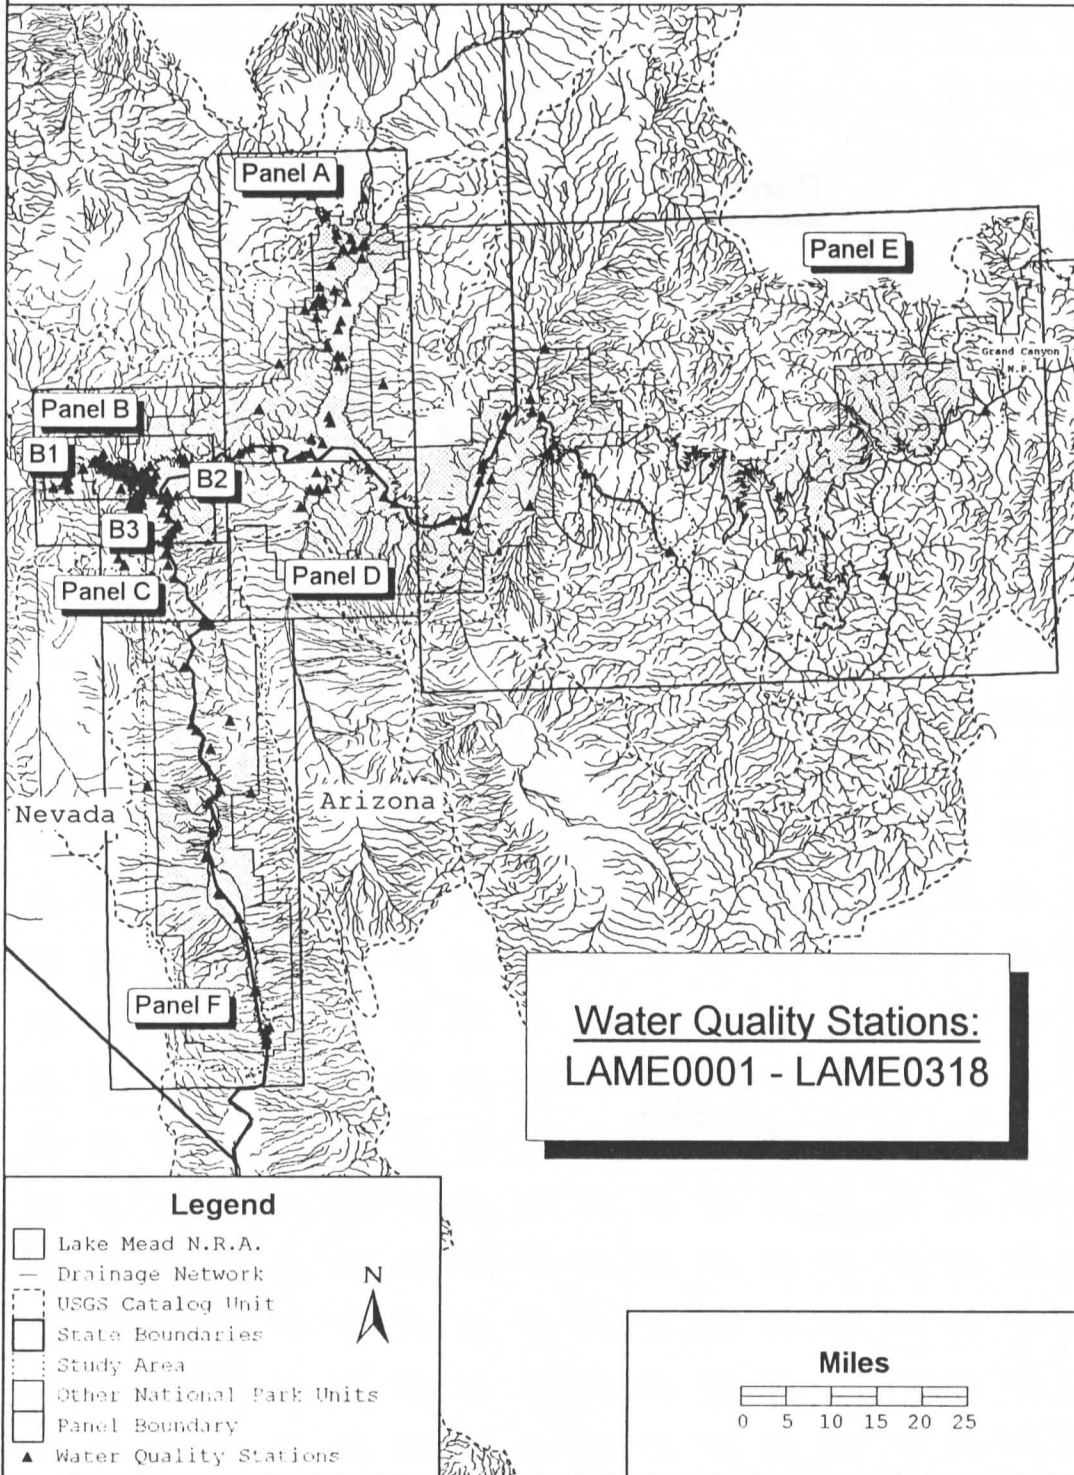 Panel A
Panel E
Grand Canyon
N.P.
Panel B
B1
B2
B3
Panel D
Panel C
Nevada
Arizona
Panel F
Water Quality Stations:
LAME0001 - LAME0318
Legend
Lake Mead N.R.A.
Drainage Network
USGS Catalog Unit
State Boundaries
Study Area
Other National Park Units
Panel Boundary
Water Quality Stations
N
Miles
0 5 10 15 20 25